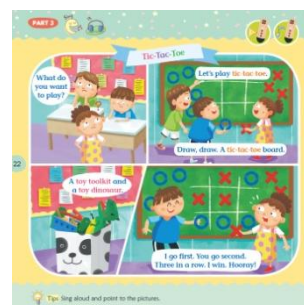 PART 2
Tic-Tac-Toe
What do
you want
to play?
Let's play tic-tac-toe.
Draw, draw. A tic-tac-toe board.
22
A toy toolkit and
a toy dinosaur.
I go first. You go second.
Three in a row. I win. Hooray!
Tips Sing aloud and point to the pictures.